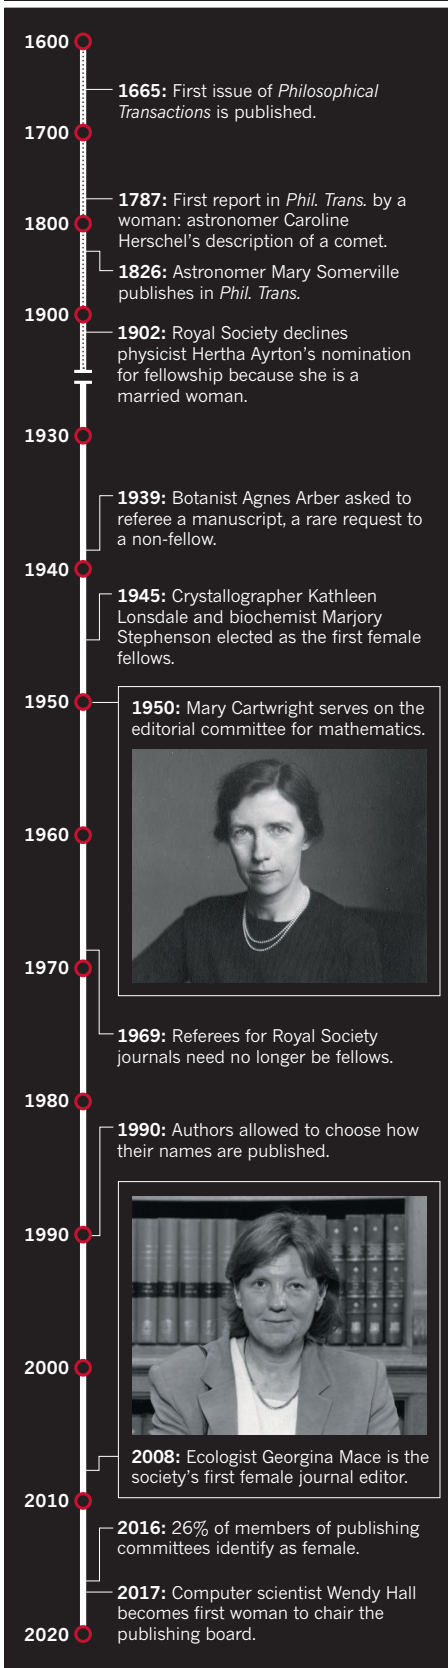 1600
1665: First issue of Philosophical
Transactions is published.
1700
1787: First report in Phil. Trans. by a
woman: astronomer Caroline
Herschel’s description of a comet.
1800
1826: Astronomer Mary Somerville
publishes in Phil. Trans.
1900
1902: Royal Society declines
physicist Hertha Ayrton’s nomination
for fellowship because she is a
married woman.
1930
1939: Botanist Agnes Arber asked to
referee a manuscript, a rare request to
a non-fellow.
1940
1945: Crystallographer Kathleen
Lonsdale and biochemist Marjory
Stephenson elected as the first female
fellows.
1950
1950: Mary Cartwright serves on the
editorial committee for mathematics.
1960
1970
1969: Referees for Royal Society
journals need no longer be fellows.
1980
1990: Authors allowed to choose how
their names are published.
1990
2000
2008: Ecologist Georgina Mace is the
society’s first female journal editor.
2010
2016: 26% of members of publishing
committees identify as female.
2017: Computer scientist Wendy Hall
becomes first woman to chair the
publishing board.
2020